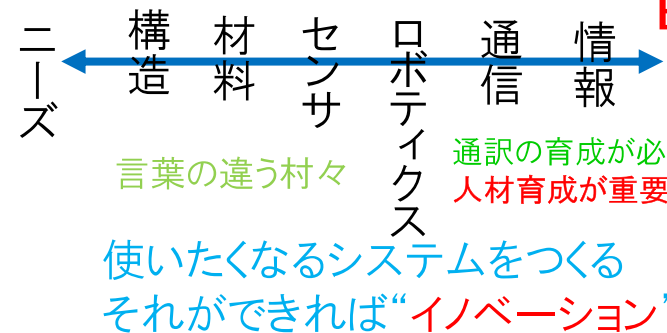 ニーズ
構造
材料
センサ
ロボティクス
通信
情報
言葉の違う村々
通訳の育成が必
人材育成が重要
使いたくなるシステムをつくる
それができれば“イノベーション”